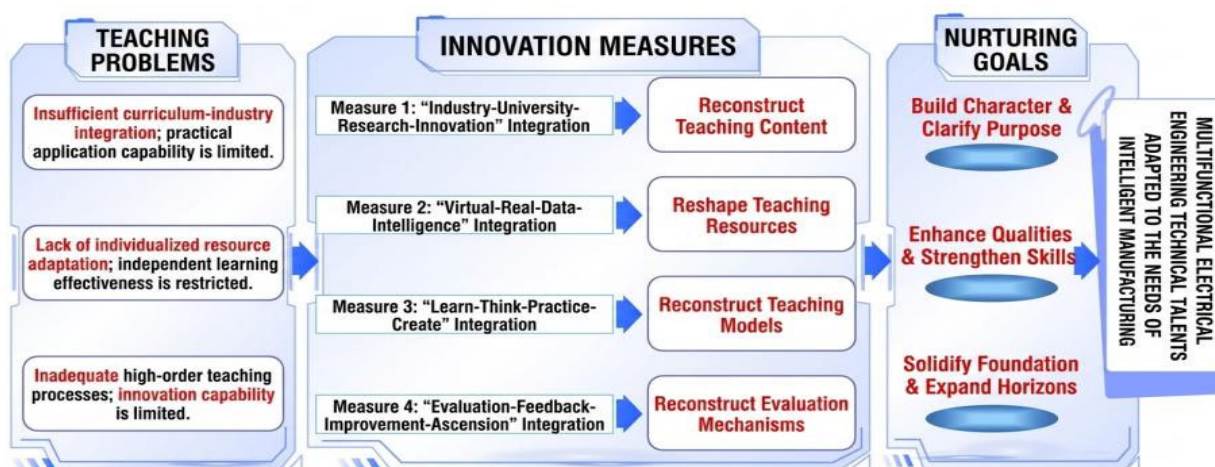 TEACHING
PROBLEMS
Insufficient curriculum-industry
integration; practical
application capability is limited.
Lack of individualized resource
adaptation; independent learning
effectiveness is restricted.
Inadequate high-order teaching
processes; innovation capability
is limited.
INNOVATION MEASURES
Measure 1: “Industry-University-
Research-Innovation” Integration
Reconstruct
Teaching Content
Measure 2: “Virtual-Real-Data-
Intelligence” Integration
Reshape Teaching
Resources
Measure 3: “Learn-Think-Practice-
Create” Integration
Reconstruct Teaching
Models
Measure 4: “Evaluation-Feedback-
Improvement-Ascension” Integration
Reconstruct Evaluation
Mechanisms
NURTURING
GOALS
Build Character &
Clarify Purpose
Enhance Qualities
& Strengthen Skills
Solidify Foundation
& Expand Horizons
MULTIFUNCTIONAL ELELTRICAL
ENGINEERING TECHNICAL TALENTS
ADAPTED TO THE NEEDS OF
INTELLIGENT MANUFACTURING